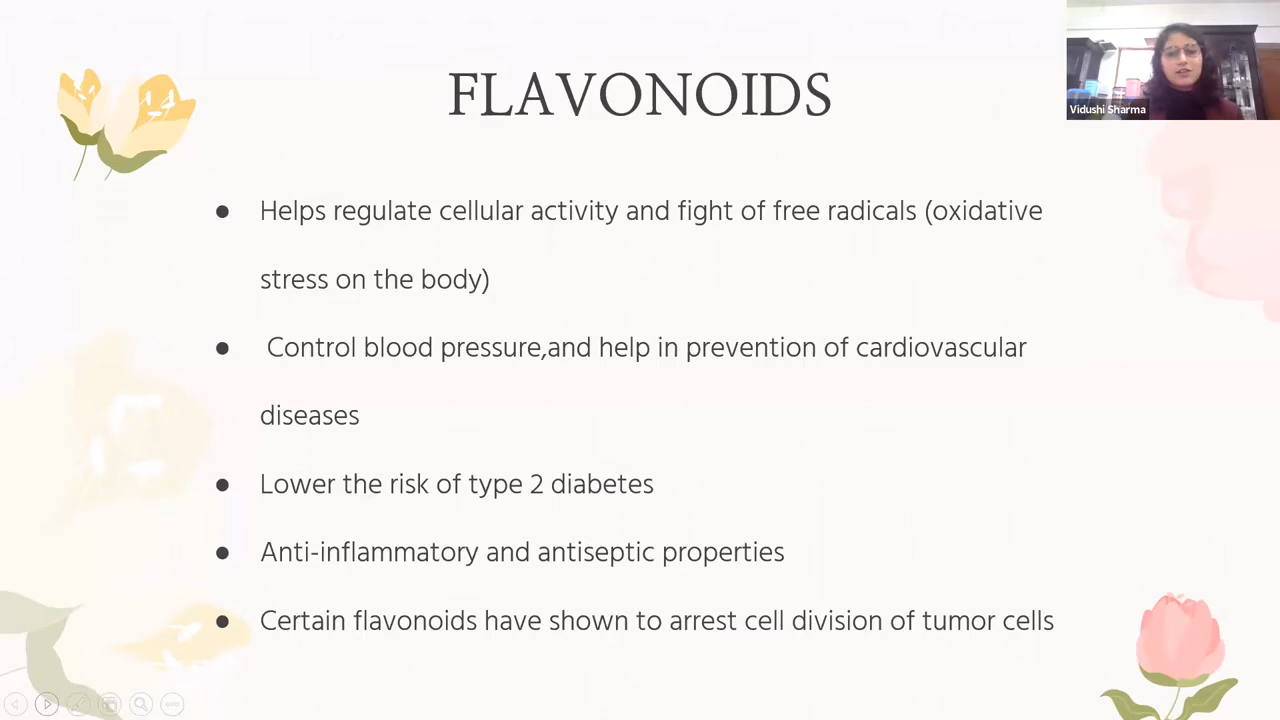 FLAVONOIDS
Vidushi Sharma
● Helps regulate cellular activity and fight of free radicals (oxidative
stress on the body)
● Control blood pressure,and help in prevention of cardiovascular
diseases
● Lower the risk of type 2 diabetes
● Anti-inflammatory and antiseptic properties
● Certain flavonoids have shown to arrest cell division of tumor cells